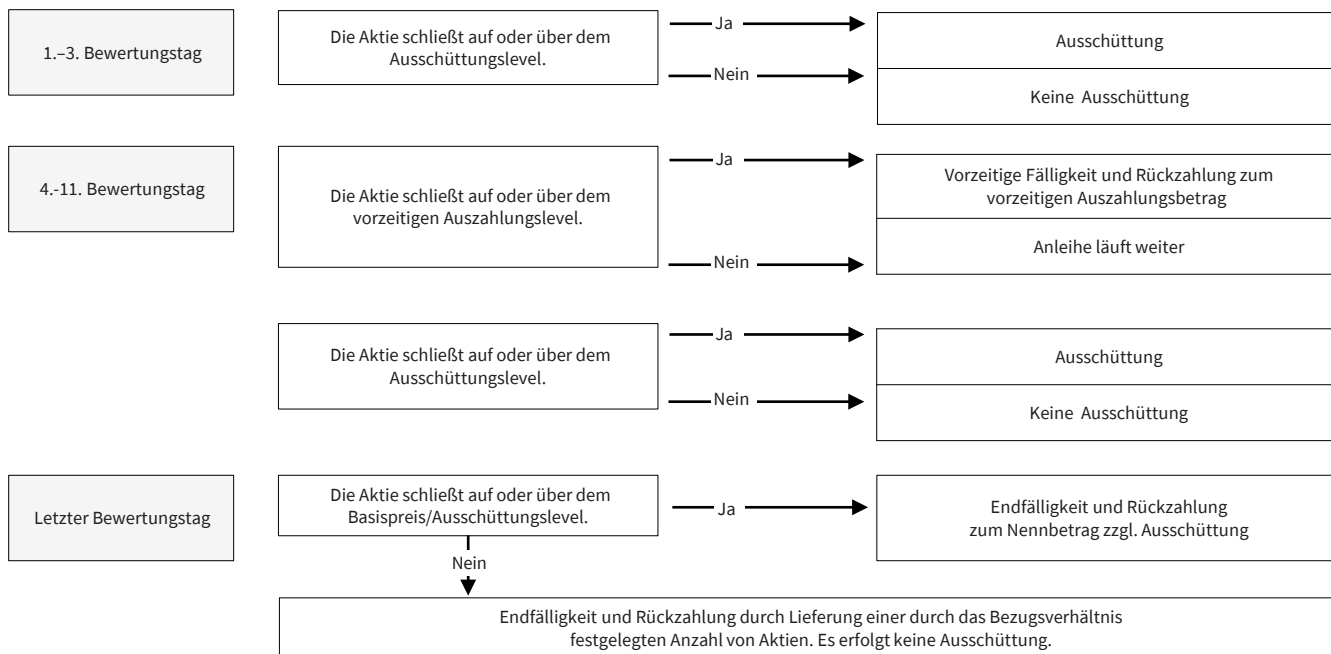 1.–3. Bewertungstag
Die Aktie schließt auf oder über dem
Ausschüttungslevel.
Ja
Nein
Ausschüttung
Keine Ausschüttung
4.-11. Bewertungstag
Die Aktie schließt auf oder über dem
vorzeitigen Auszahlungslevel.
Ja
Nein
Vorzeitige Fälligkeit und Rückzahlung zum
vorzeitigen Auszahlungsbetrag
Anleihe läuft weiter
Die Aktie schließt auf oder über dem
Ausschüttungslevel.
Ja
Nein
Ausschüttung
Keine Ausschüttung
Letzter Bewertungstag
Die Aktie schließt auf oder über dem
Basispreis/Ausschüttungslevel.
Ja
Endfälligkeit und Rückzahlung
zum Nennbetrag zzgl. Ausschüttung
Nein
Endfälligkeit und Rückzahlung durch Lieferung einer durch das Bezugsverhältnis
festgelegten Anzahl von Aktien. Es erfolgt keine Ausschüttung.